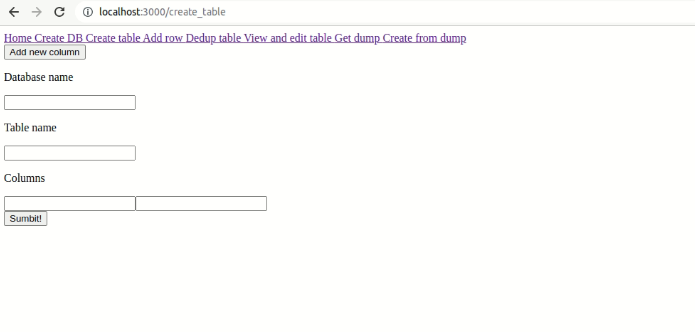 localhost:3000/create_table
Home Create DB Create table Add row Dedup table View and edit table Get dump Create from dump
Add new column
Database name
Table name
Columns
Sumbit!